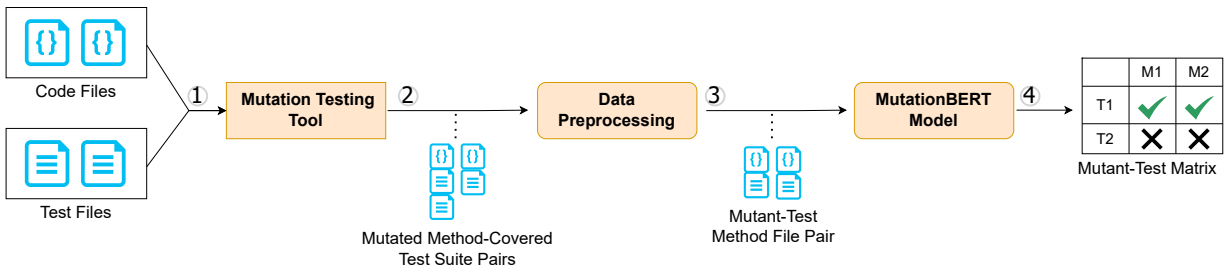 {} {}
Code Files
Test Files
1
Mutation Testing
Tool
2
{} {}
Mutated Method-Covered
Test Suite Pairs
Data
Preprocessing
3
{} {}
Mutant-Test
Method File Pair
MutationBERT
Model
4
M1 M2
T1
T2
Mutant-Test Matrix